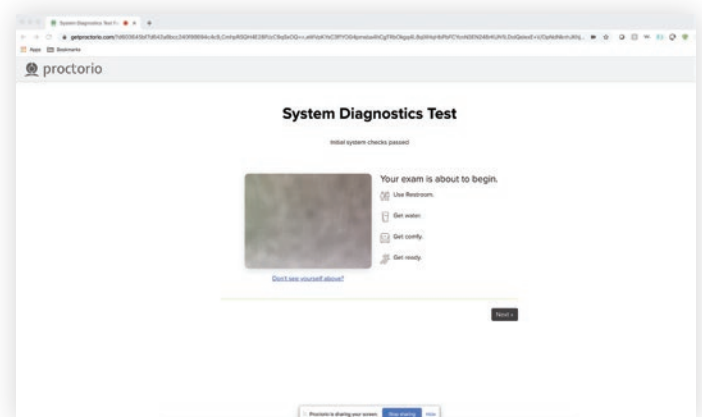 System Diagnostics Test
Apps
Bookmarks
proctorio
System Diagnostics Test
Initial system checks passed
Your exam is about to begin.
Use Restroom.
Get water.
Get comfy.
Get ready.
Don't see yourself above?
Next ›
Proctorio is sharing your screen.
Stop sharing
Hide